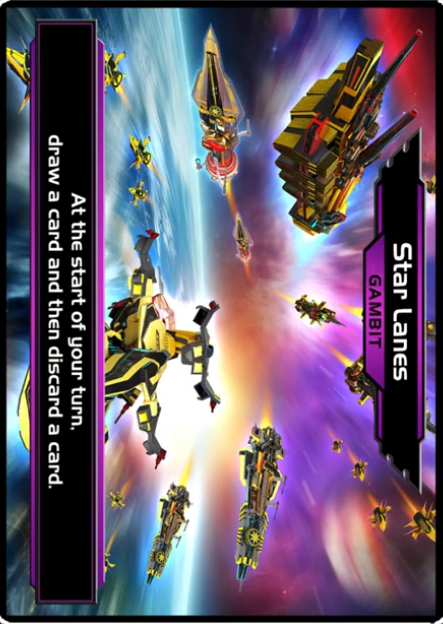 Star Lanes
GAMBIT
At the start of your turn,
draw a card and then discard a card.